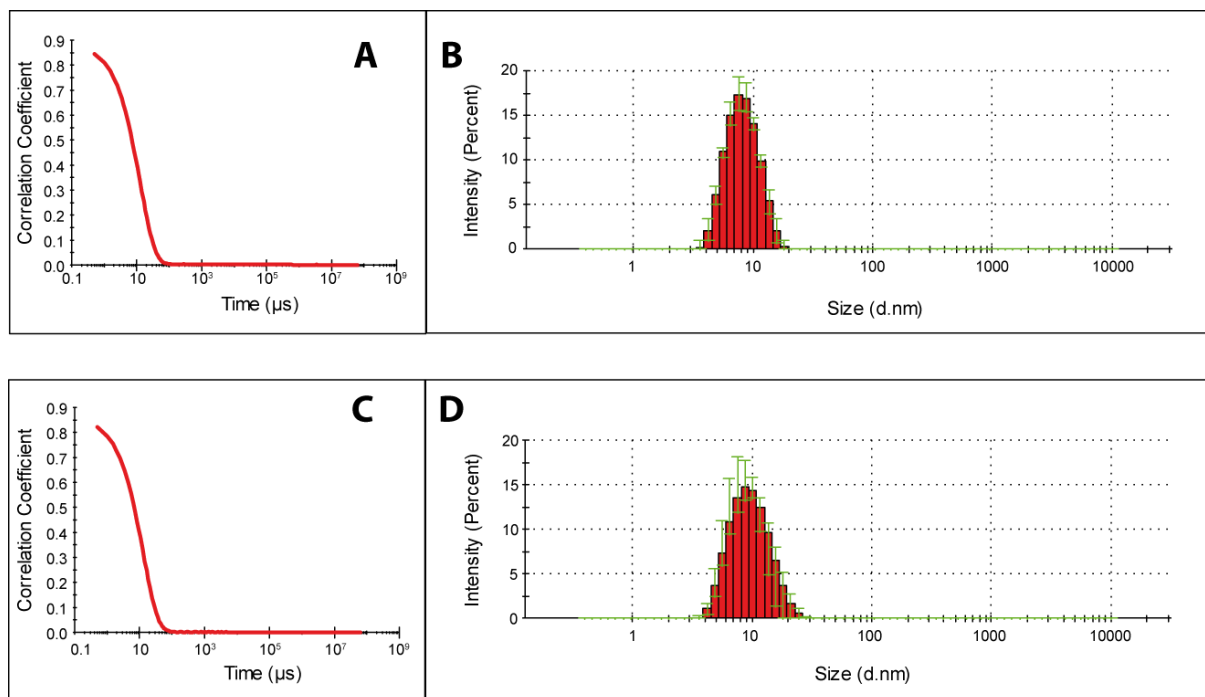 A
Correlation Coefficient
0.9
0.8
0.7
0.6
0.5
0.4
0.3
0.2
0.1
0.0
0.1 10 10³ 10⁵ 10⁷ 10⁹
Time (µs)
B
Intensity (Percent)
20
15
10
5
0
1 10 100 1000 10000
Size (d.nm)
C
Correlation Coefficient
0.9
0.8
0.7
0.6
0.5
0.4
0.3
0.2
0.1
0.0
0.1 10 10³ 10⁵ 10⁷ 10⁹
Time (µs)
D
Intensity (Percent)
20
15
10
5
0
1 10 100 1000 10000
Size (d.nm)